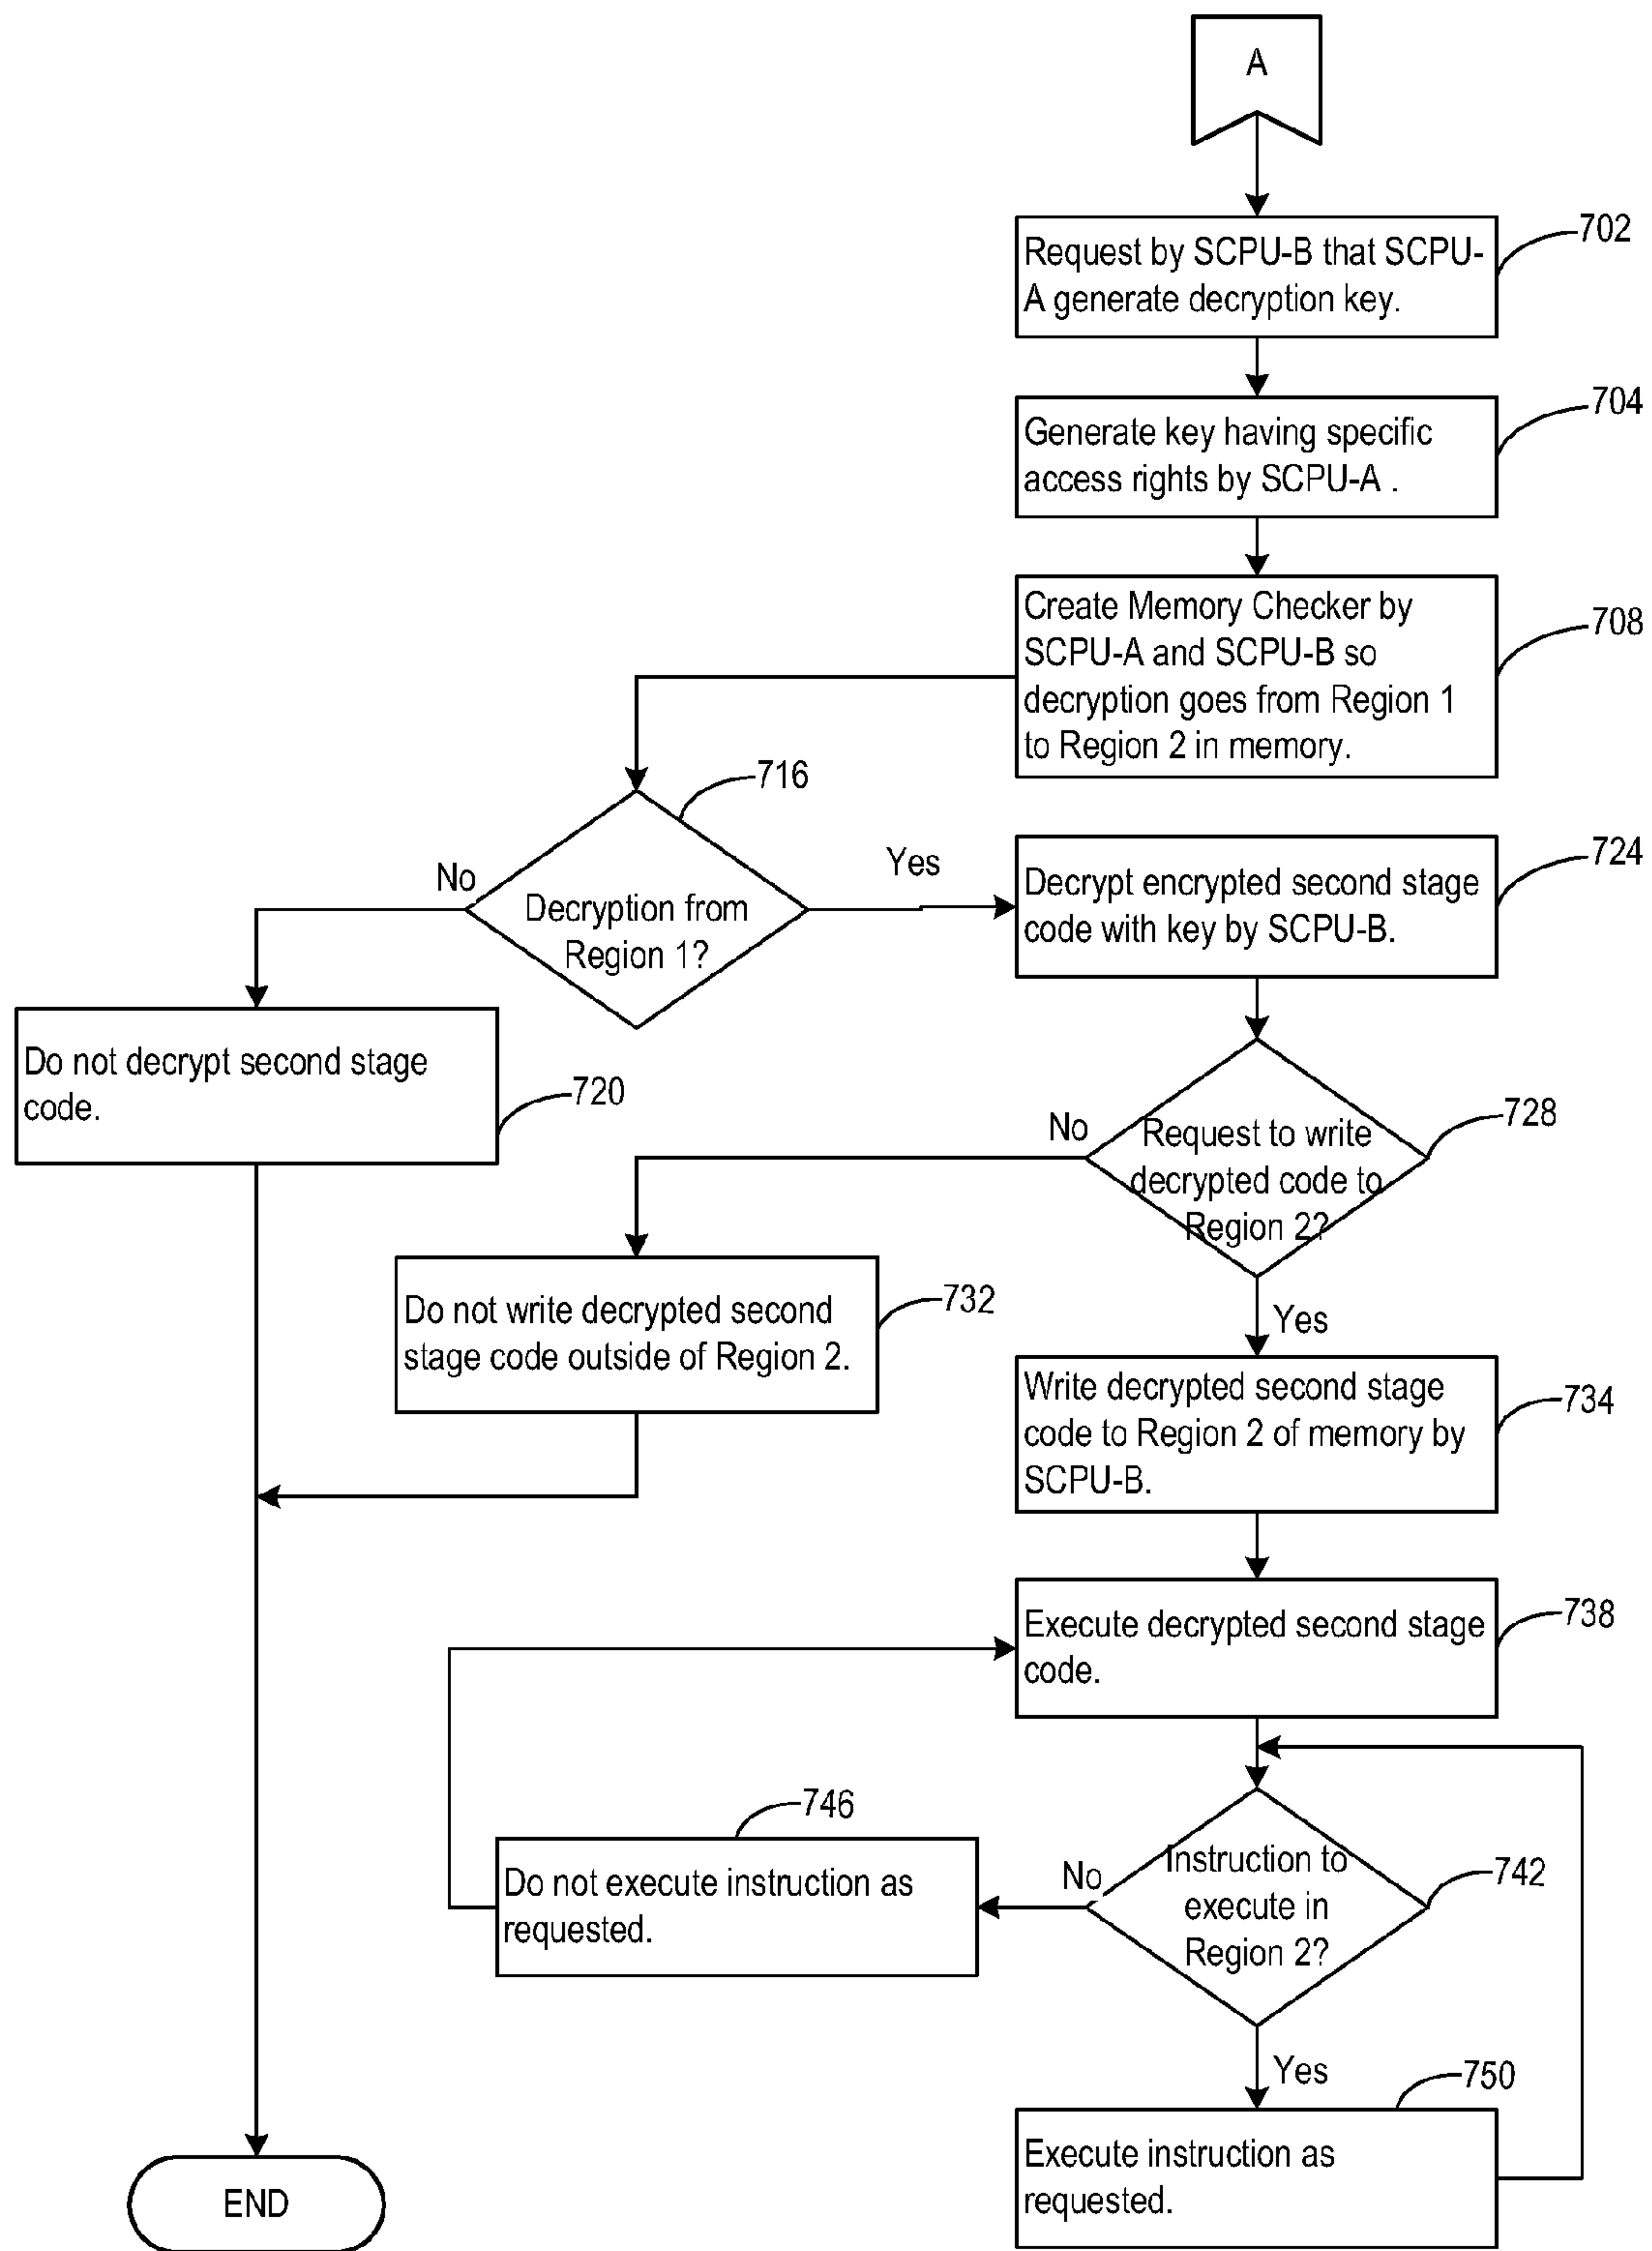 A
702
Request by SCPU-B that SCPU-
A generate decryption key.
704
Generate key having specific
access rights by SCPU-A .
708
Create Memory Checker by
SCPU-A and SCPU-B so
decryption goes from Region 1
to Region 2 in memory.
716
No
Yes
Decryption from
Region 1?
724
Decrypt encrypted second stage
code with key by SCPU-B.
Do not decrypt second stage
code.
720
728
No
Request to write
decrypted code to
Region 2?
Yes
732
Do not write decrypted second
stage code outside of Region 2.
734
Write decrypted second stage
code to Region 2 of memory by
SCPU-B.
738
Execute decrypted second stage
code.
746
Do not execute instruction as
requested.
No
742
Instruction to
execute in
Region 2?
Yes
750
Execute instruction as
requested.
END